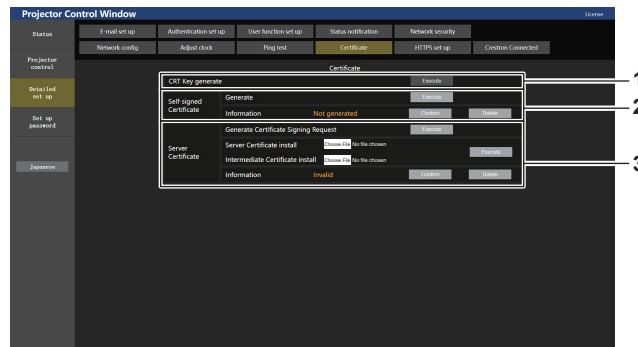 Projector Control Window
License
Status
E-mail set up
Authentication set up
User function set up
Status notification
Network security
Network config
Adjust clock
Ping test
Certificate
HTTPS set up
Crestron Connected
Projector
control
Detailed
set up
Set up
password
Japanese
Certificate
CRT Key generate
Execute
1
Self-signed
Certificate
Generate
Execute
Information
Not generated
Confirm
Delete
2
Server
Certificate
Generate Certificate Signing Request
Execute
Server Certificate install
Choose File No file chosen
Intermediate Certificate install
Choose File No file chosen
Execute
Information
Invalid
Confirm
Delete
3